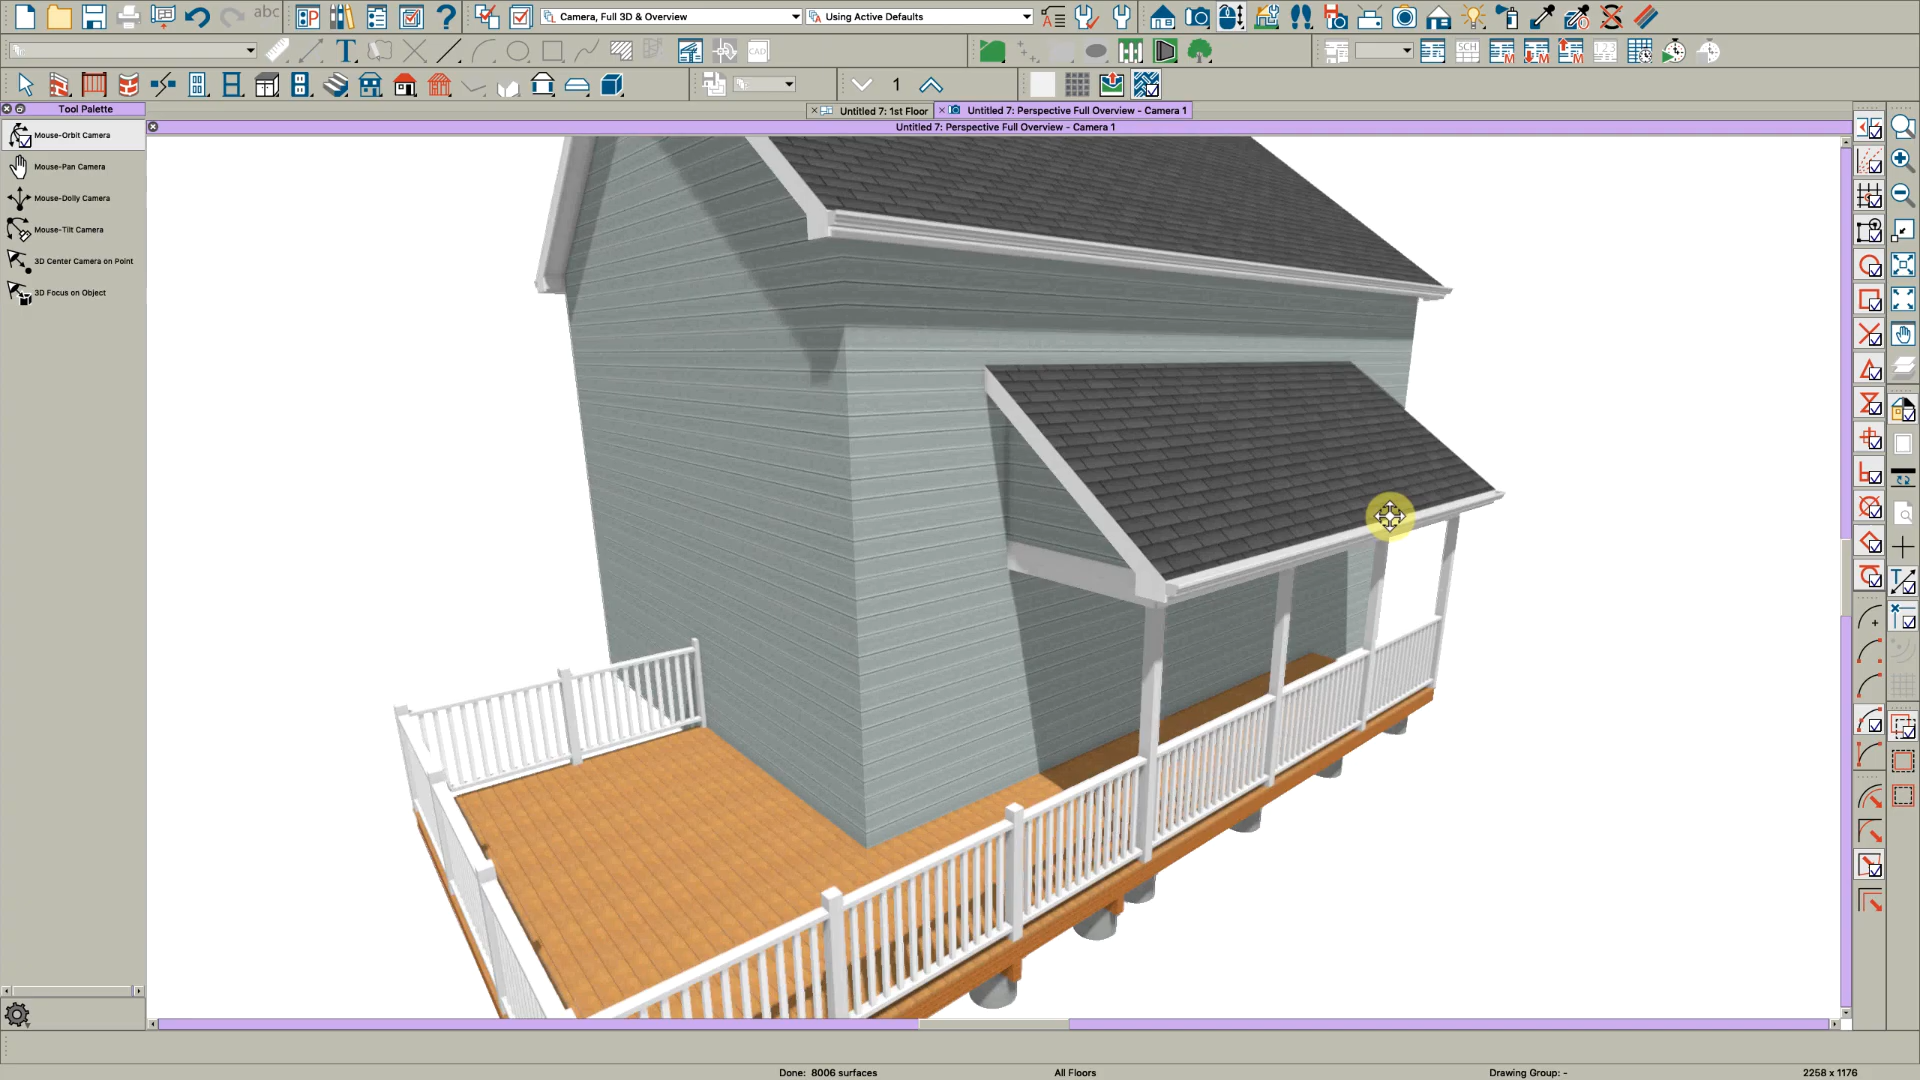 abc
Camera, Full 3D & Overview
Using Active Defaults
T
CAD
SCH
123
1
Tool Palette
Untitled 7: 1st Floor
Untitled 7: Perspective Full Overview - Camera 1
Untitled 7: Perspective Full Overview - Camera 1
Mouse-Orbit Camera
Mouse-Pan Camera
Mouse-Dolly Camera
Mouse-Tilt Camera
3D Center Camera on Point
3D Focus on Object
Done: 8006 surfaces
All Floors
Drawing Group: -
2258 x 1176